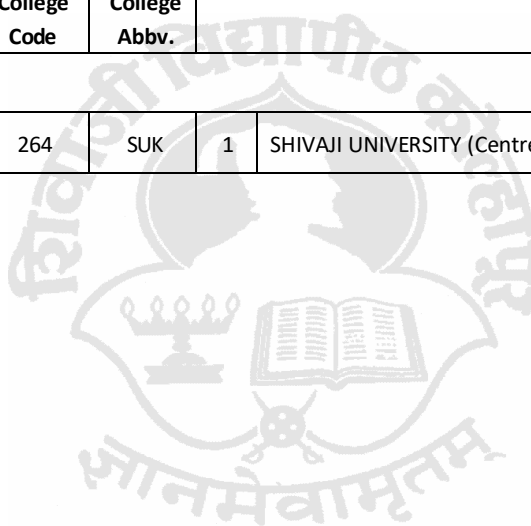 College College
Code Abbv.
264 SUK 1 SHIVAJI UNIVERSITY (Centre
शिवाजी विद्यापीठ कोल्हापूर
ज्ञानमेवामृतम्